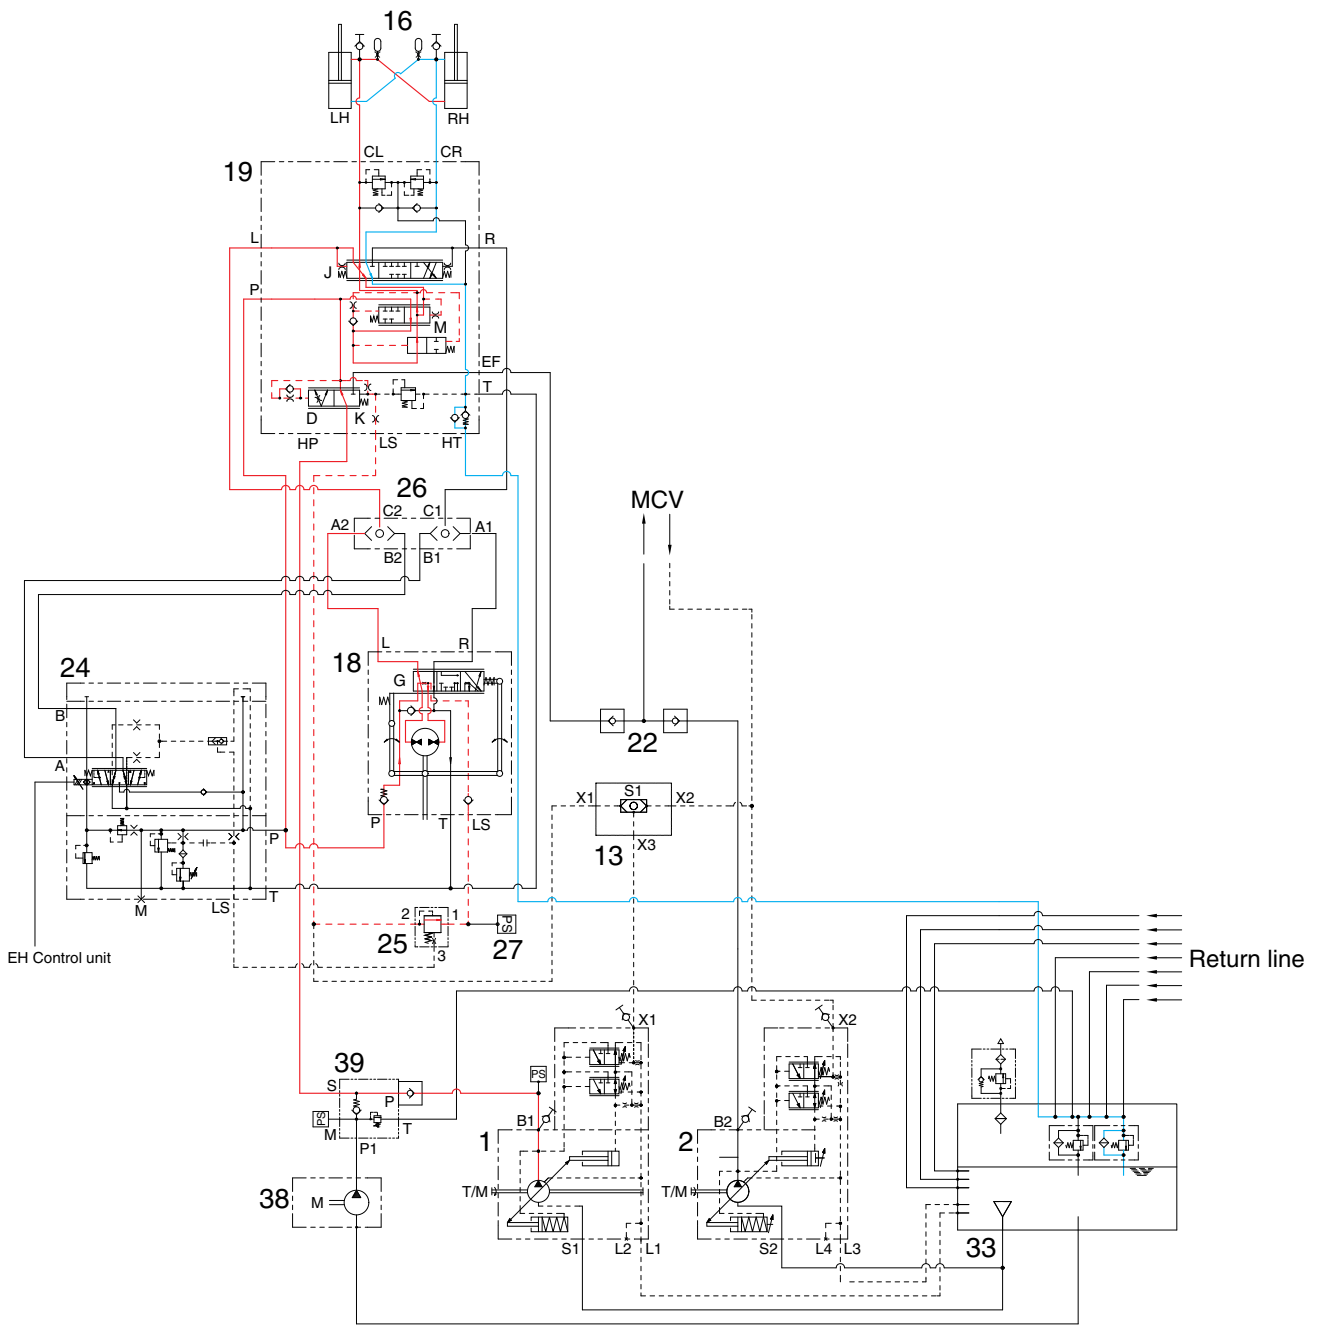 16
LH
RH
CL
CR
19
L
R
J
P
M
EF
T
D
K
HP
LS
HT
26
MCV
C2
C1
A2
A1
B2
B1
L
R
24
18
G
B
22
A
S1
X1
X2
P
P
T
LS
X3
13
T
M
LS
2
1
PS
25
27
3
EH Control unit
Return line
X1
X2
39
PS
S
P
PS
B1
B2
M
T
P1
1
2
38
M
T/M
T/M
S1
L2
L1
S2
L4
L3
33